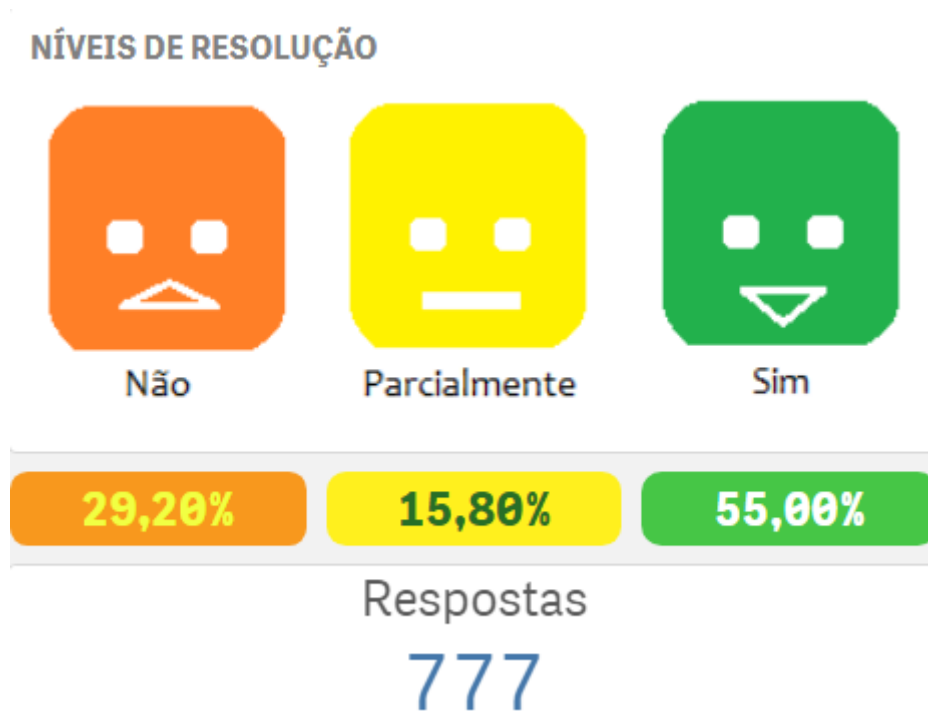 NÍVEIS DE RESOLUÇÃO
Não Parcialmente Sim
29,20% 15,80% 55,00%
Respostas
777